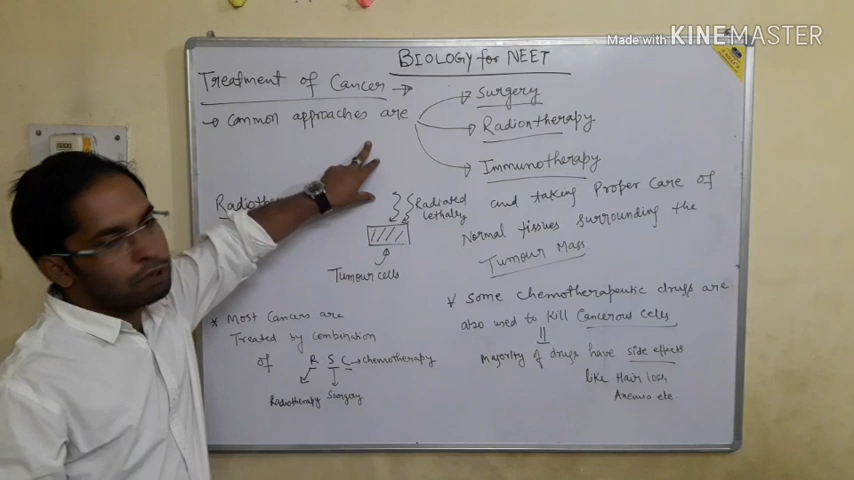 Made with KINEMASTER
BIOLOGY for NEET
Treatment of Cancer →
→ Common approaches are
Surgery
Radiontherapy
Immunotherapy
Radiated
lethaly
Tumour cells
and taking Proper care of
Normal tissues surrounding the
Tumour Mass
* Most Cancers are
Treated by combination
of R S C → chemotherapy
Radiotherapy Surgery
* Some Chemotherapeutic drugs are
also used to Kill Cancerous Cells
Majority of drugs have side effects
like Hair loss,
Anemia etc.